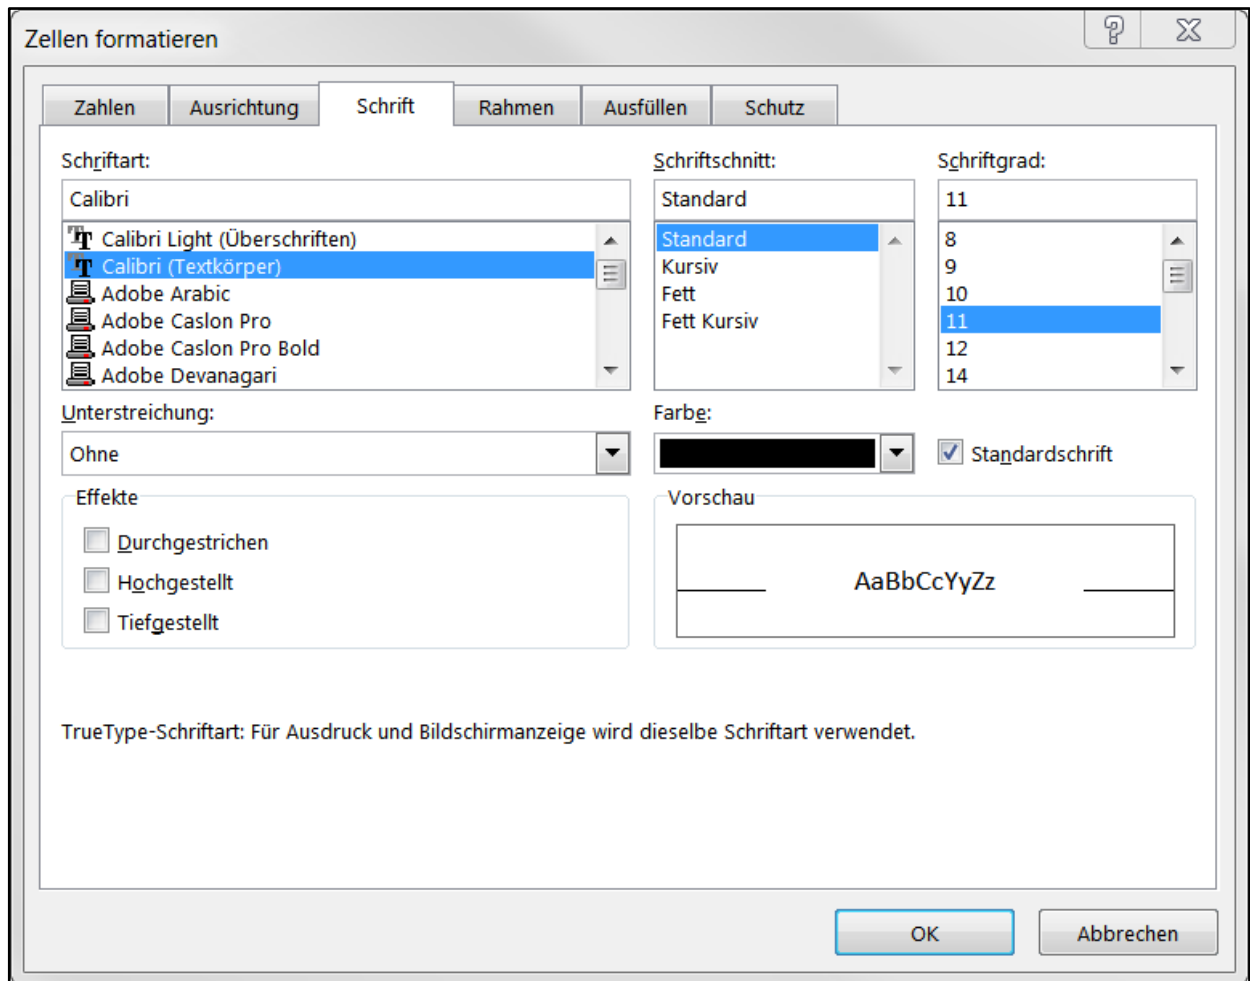 Zellen formatieren
Zahlen Ausrichtung Schrift Rahmen Ausfüllen Schutz
Schriftart: Schriftschnitt: Schriftgrad:
Calibri Standard 11
Calibri Light (Überschriften) Standard 8
Calibri (Textkörper) Kursiv 9
Adobe Arabic Fett 10
Adobe Caslon Pro Fett Kursiv 11
Adobe Caslon Pro Bold 12
Adobe Devanagari 14
Unterstreichung: Farbe:
Ohne Standardschrift
Effekte Vorschau
Durchgestrichen
Hochgestellt AaBbCcYyZz
Tiefgestellt
TrueType-Schriftart: Für Ausdruck und Bildschirmanzeige wird dieselbe Schriftart verwendet.
OK Abbrechen